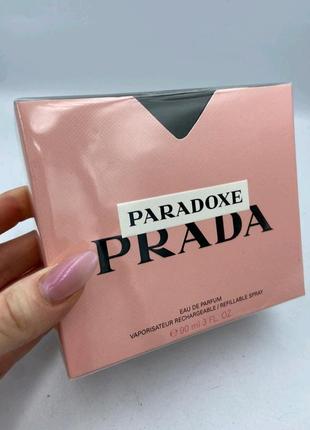 PARADOXE
PRADA
EAU DE PARFUM
VAPORISATEUR RECHARGEABLE / REFILLABLE SPRAY
℮ 90 ml 3 FL. OZ